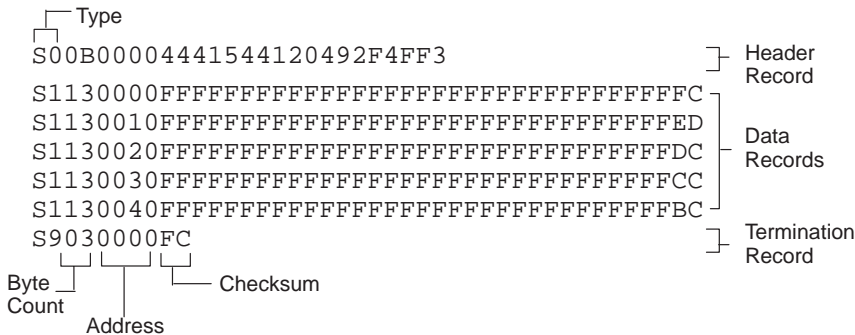 Type
S00B00004441544120492F4FF3
Header
Record
S1130000FFFFFFFFFFFFFFFFFFFFFFFFFFFFFFFFFC
S1130010FFFFFFFFFFFFFFFFFFFFFFFFFFFFFFFFED
S1130020FFFFFFFFFFFFFFFFFFFFFFFFFFFFFFFFDC
S1130030FFFFFFFFFFFFFFFFFFFFFFFFFFFFFFFFCC
S1130040FFFFFFFFFFFFFFFFFFFFFFFFFFFFFFFFBC
Data
Records
S9030000FC
Termination
Record
Byte
Count
Address
Checksum